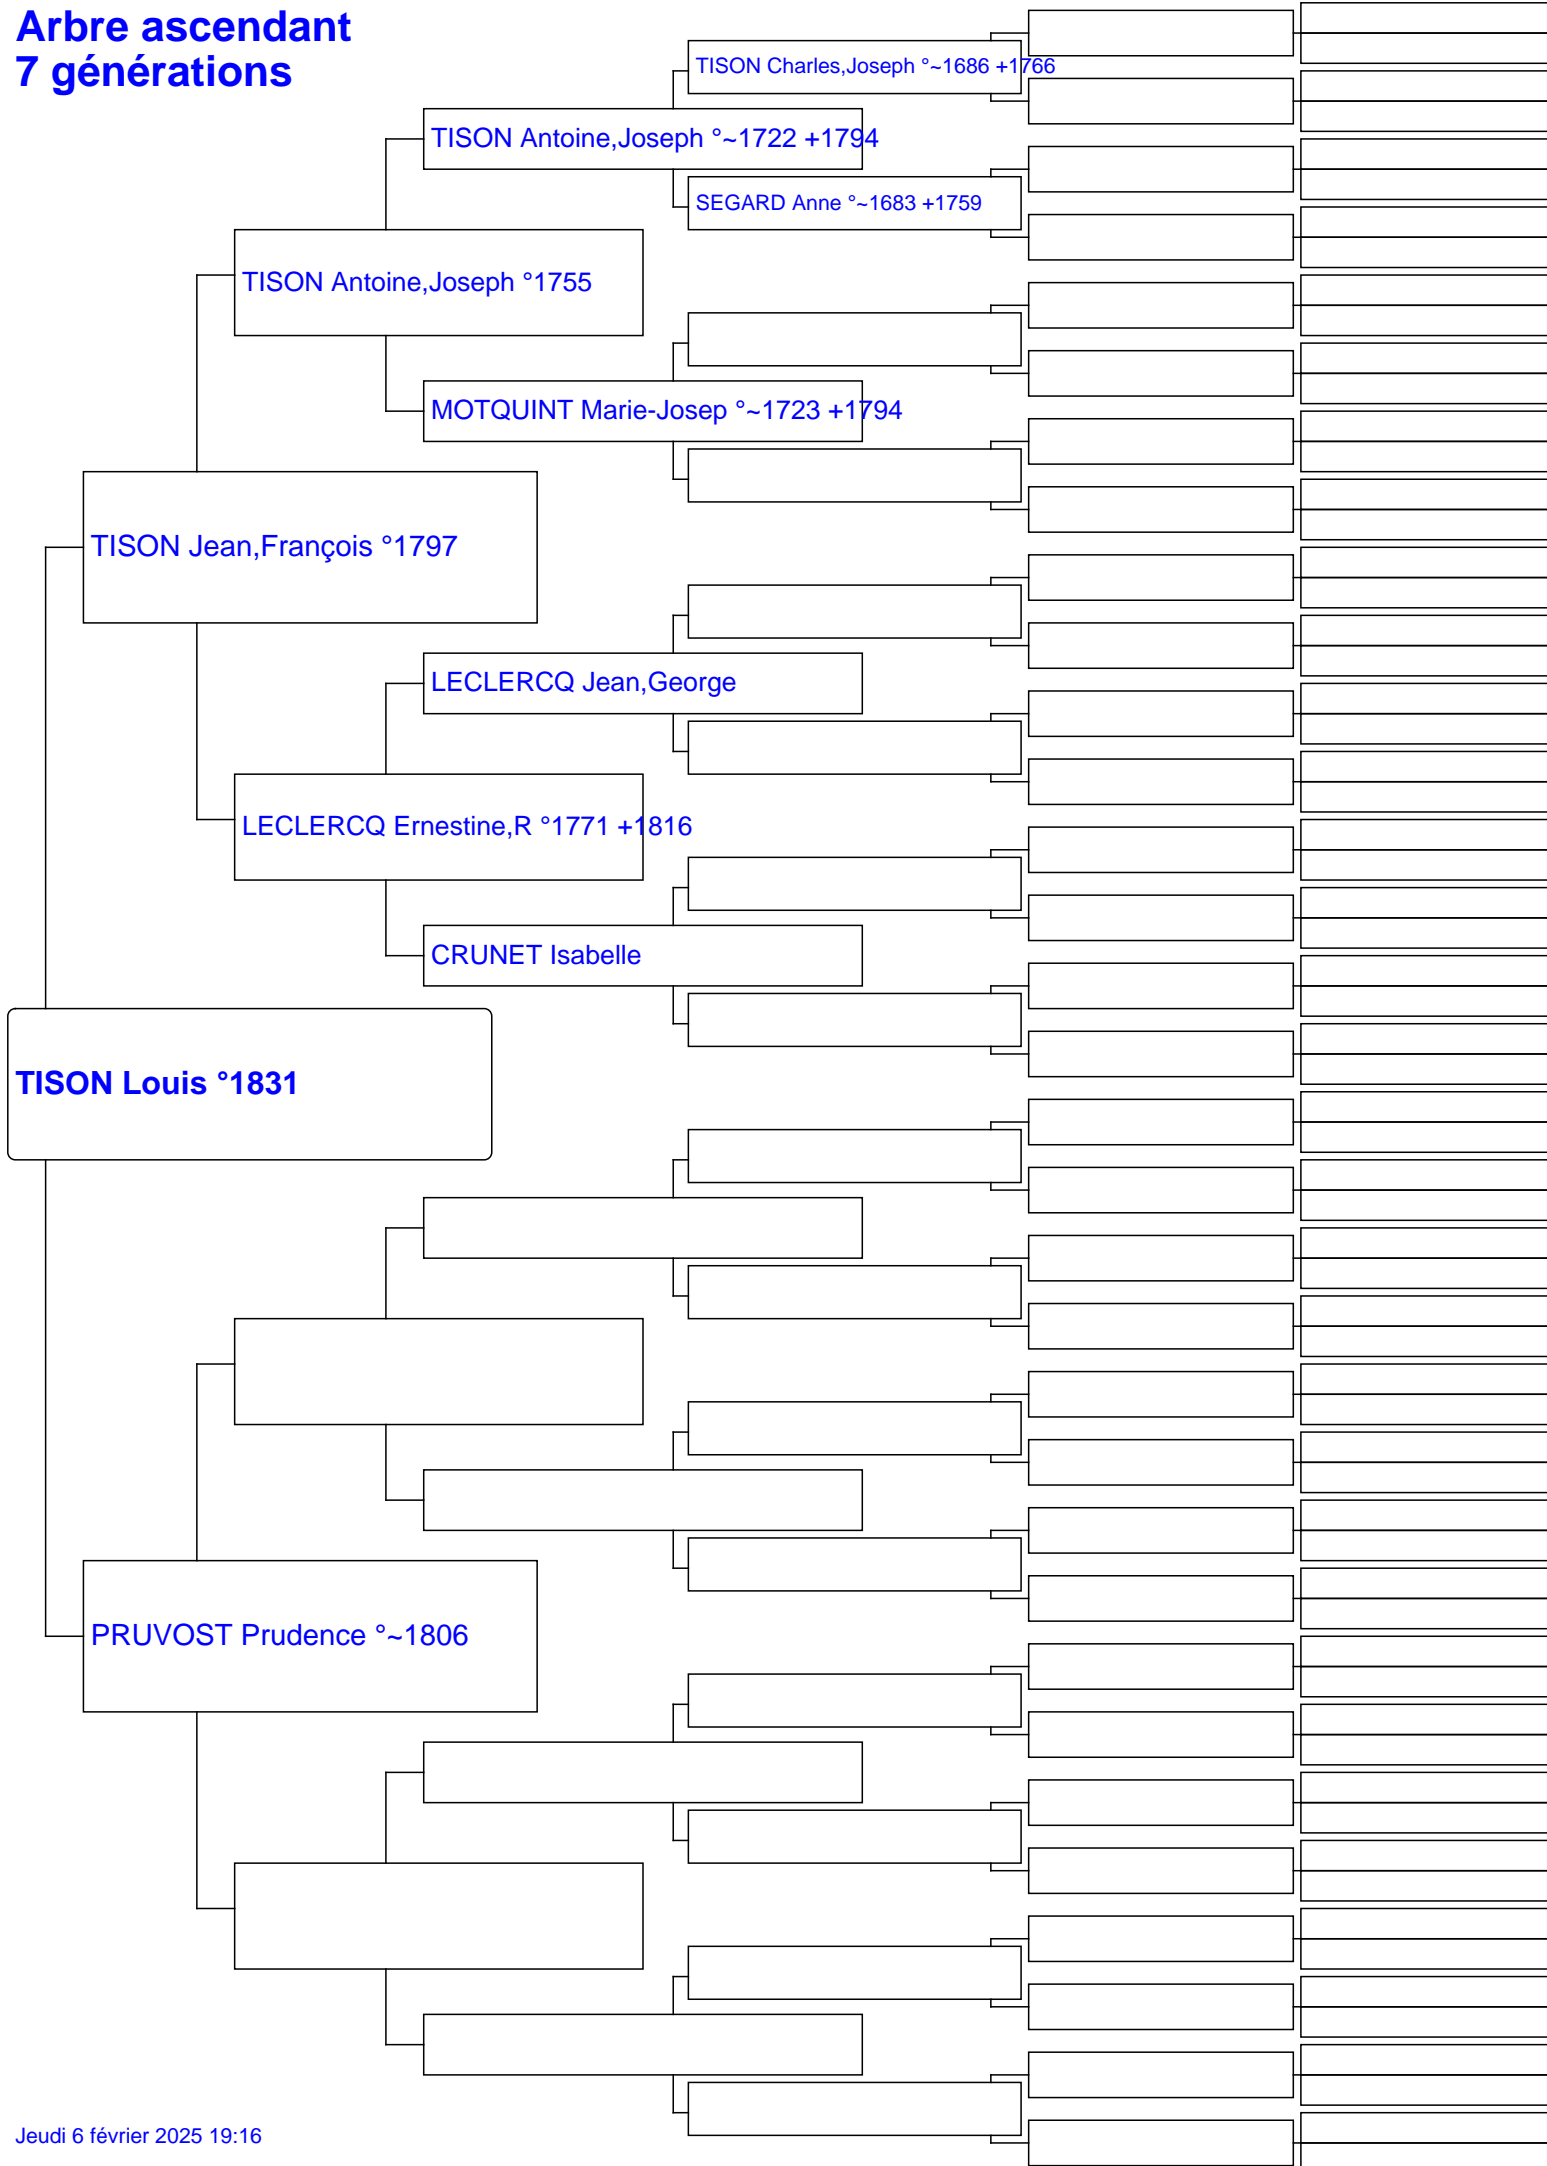 Arbre ascendant
7 générations
TISON Charles,Joseph °~1686 +1766
TISON Antoine,Joseph °~1722 +1794
SEGARD Anne °~1683 +1759
TISON Antoine,Joseph °1755
MOTQUINT Marie-Josep °~1723 +1794
TISON Jean,François °1797
LECLERCQ Jean,George
LECLERCQ Ernestine,R °1771 +1816
CRUNET Isabelle
TISON Louis °1831
PRUVOST Prudence °~1806
Jeudi 6 février 2025 19:16